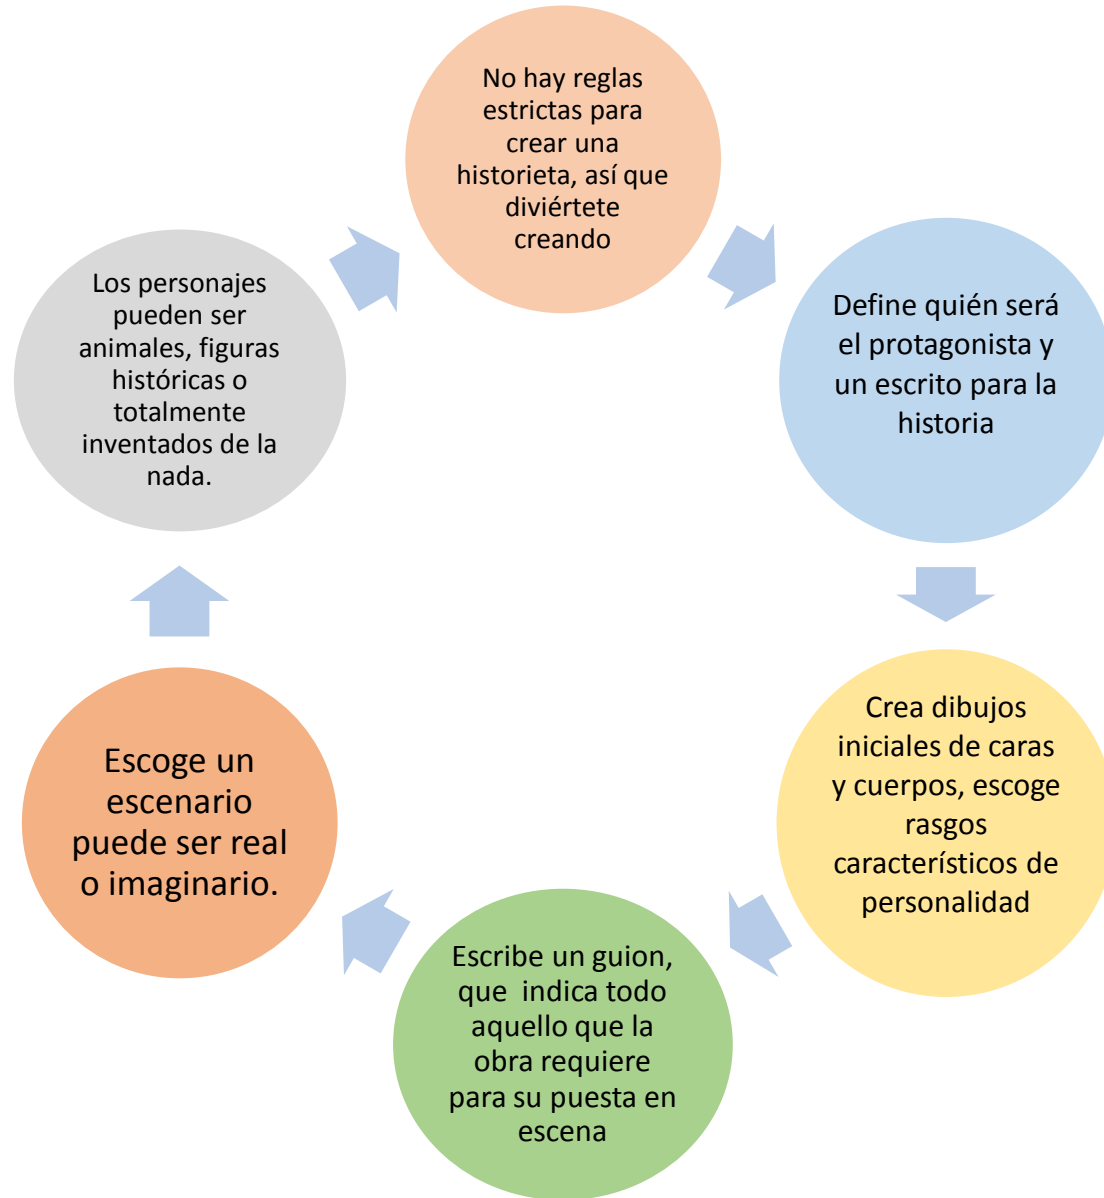 No hay reglas
estrictas para
crear una
historieta, así que
diviértete
creando
Define quién será
el protagonista y
un escrito para la
historia
Crea dibujos
iniciales de caras
y cuerpos, escoge
rasgos
característicos de
personalidad
Escribe un guion,
que  indica todo
aquello que la
obra requiere
para su puesta en
escena
Escoge un
escenario
puede ser real
o imaginario.
Los personajes
pueden ser
animales, figuras
históricas o
totalmente
inventados de la
nada.